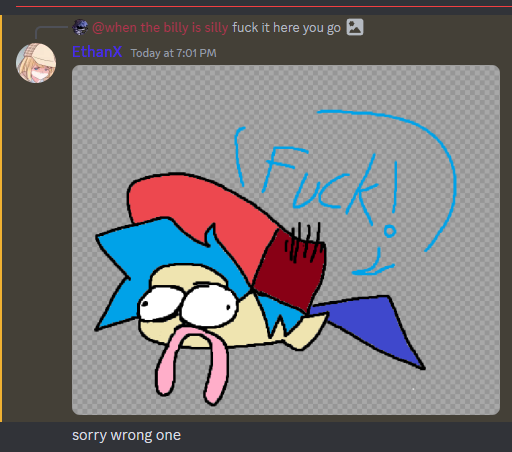 @when the billy is silly fuck it here you go
EthanX Today at 7:01 PM
Fuck!
sorry wrong one